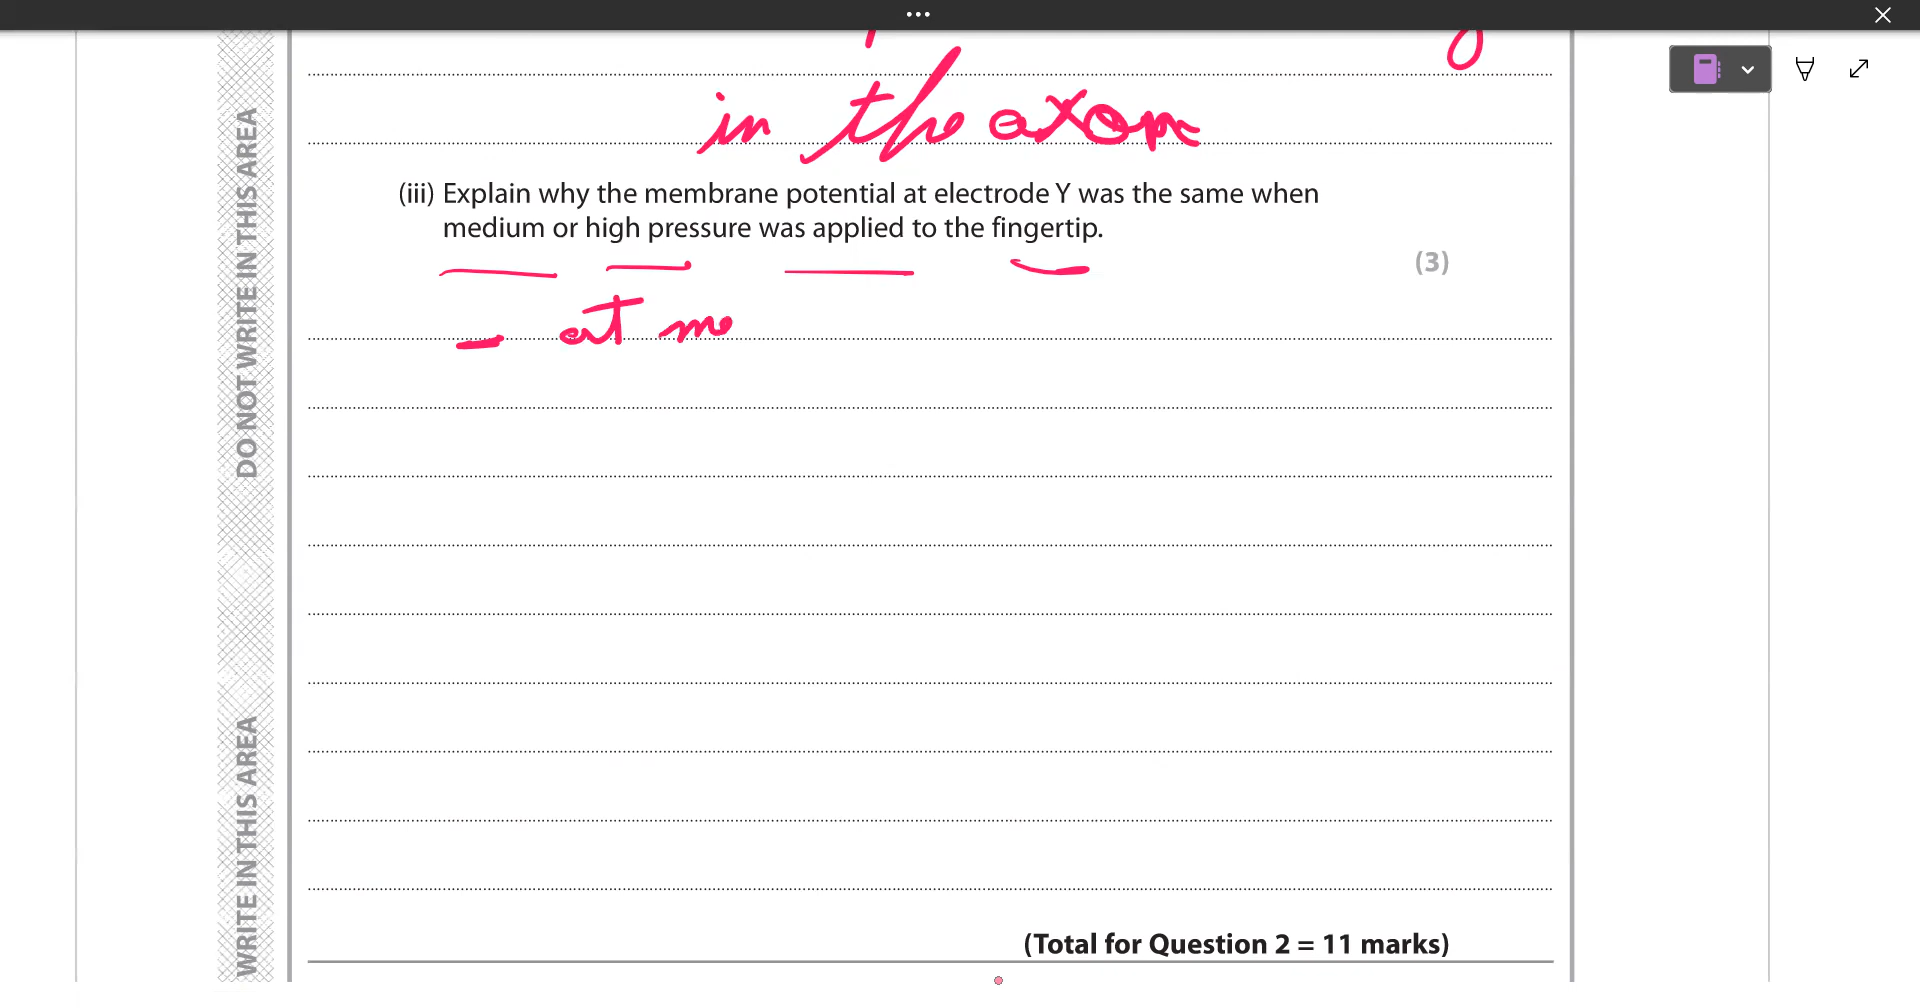 in the axon
(iii) Explain why the membrane potential at electrode Y was the same when
medium or high pressure was applied to the fingertip.
(3)
- at me
(Total for Question 2 = 11 marks)
DO NOT WRITE IN THIS AREA
WRITE IN THIS AREA